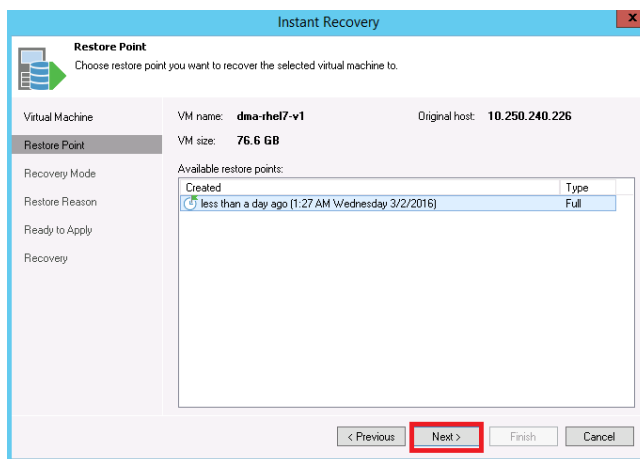 Instant Recovery
x
Restore Point
Choose restore point you want to recover the selected virtual machine to.
Virtual Machine
Restore Point
Recovery Mode
Restore Reason
Ready to Apply
Recovery
VM name: dma-rhel7-v1 Original host: 10.250.240.226
VM size: 76.6 GB
Available restore points:
Created Type
less than a day ago (1:27 AM Wednesday 3/2/2016) Full
< Previous Next > Finish Cancel